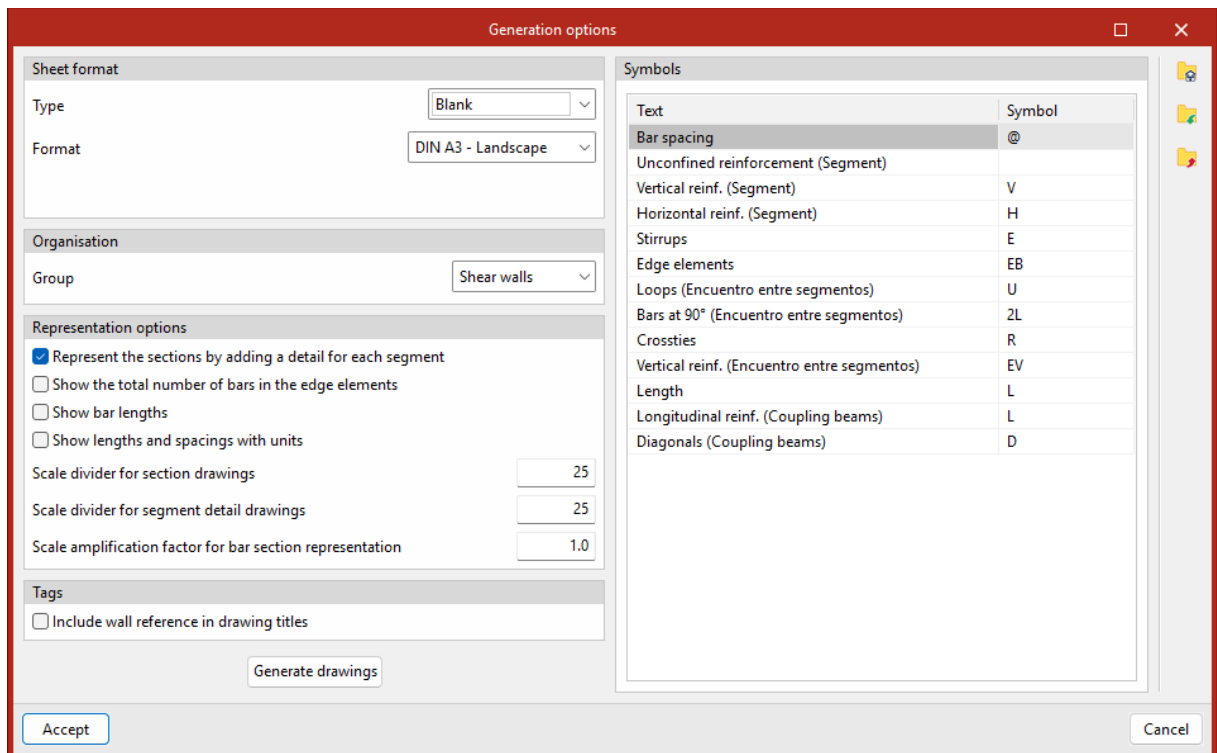 Generation options
Sheet format
Type Blank
Format DIN A3 - Landscape
Organisation
Group Shear walls
Representation options
Represent the sections by adding a detail for each segment
Show the total number of bars in the edge elements
Show bar lengths
Show lengths and spacings with units
Scale divider for section drawings 25
Scale divider for segment detail drawings 25
Scale amplification factor for bar section representation 1.0
Tags
Include wall reference in drawing titles
Generate drawings
Symbols
Text Symbol
Bar spacing @
Unconfined reinforcement (Segment)
Vertical reinf. (Segment) V
Horizontal reinf. (Segment) H
Stirrups E
Edge elements EB
Loops (Encuentro entre segmentos) U
Bars at 90° (Encuentro entre segmentos) 2L
Crossties R
Vertical reinf. (Encuentro entre segmentos) EV
Length L
Longitudinal reinf. (Coupling beams) L
Diagonals (Coupling beams) D
Accept
Cancel